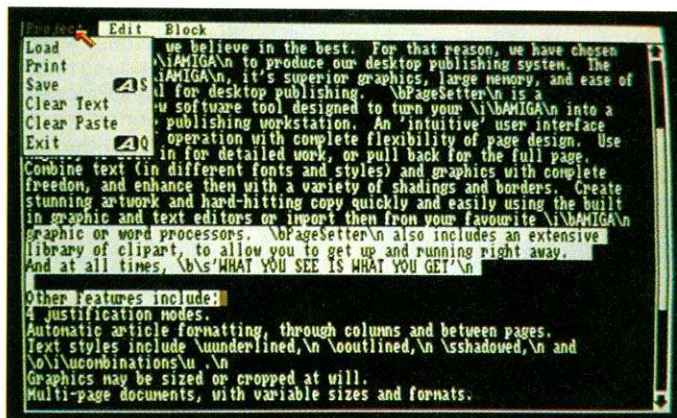 Project Edit Block
Load
Print
Save S
Clear Text
Clear Paste
Exit Q
we believe in the best. For that reason, we have chosen
\iAMIGA\n to produce our desktop publishing system. The
\iAMIGA\n, it's superior graphics, large memory, and ease of
l for desktop publishing. \bPageSetter\n is a
w software tool designed to turn your \i\bAMIGA\n into a
publishing workstation. An 'intuitive' user interface
operation with complete flexibility of page design. Use
in for detailed work, or pull back for the full page.
Combine text (in different fonts and styles) and graphics with complete
freedom, and enhance them with a variety of shadings and borders. Create
stunning artwork and hard-hitting copy quickly and easily using the built
in graphic and text editors or import them from your favourite \i\bAMIGA\n
graphic or word processors. \bPageSetter\n also includes an extensive
library of clipart, to allow you to get up and running right away.
And at all times, \b\s'WHAT YOU SEE IS WHAT YOU GET'\n
Other features include:
4 justification modes.
Automatic article formatting, through columns and between pages.
Text styles include \uunderlined,\n \ooutlined,\n \sshadowed,\n and
\o\i\ucombinations\u .\n
Graphics may be sized or cropped at will.
Multi-page documents, with variable sizes and formats.